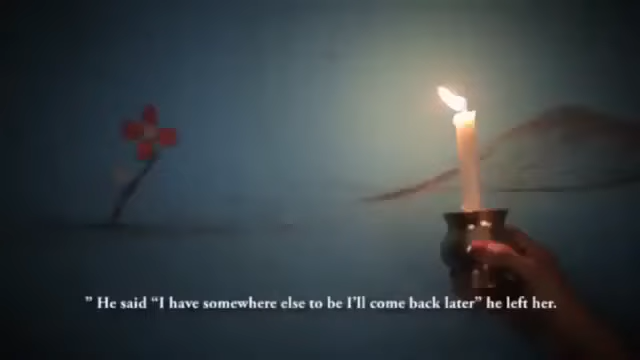 ” He said “I have somewhere else to be I’ll come back later” he left her.